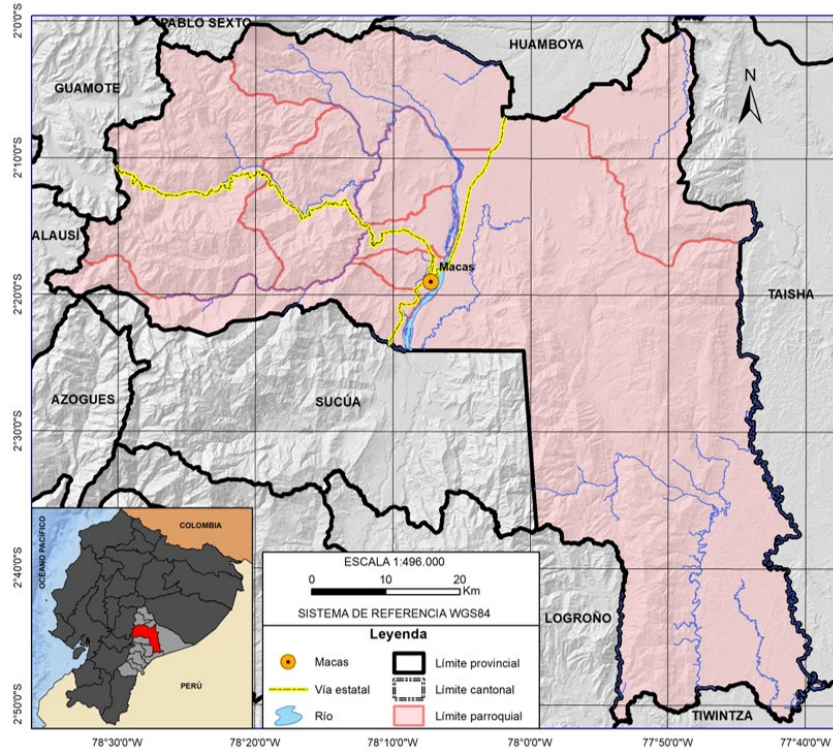 2°0'0"S
2°10'0"S
2°20'0"S
2°30'0"S
2°40'0"S
2°50'0"S
PABLO SEXTO
HUAMBOYA
GUAMOTE
N
ALAUSÍ
Macas
TAISHA
AZOGUES
SUCÚA
LOGROÑO
TIWINTZA
COLOMBIA
OCÉANO PACÍFICO
PERÙ
ESCALA 1:496.000
0 10 20
Km
SISTEMA DE REFERENCIA WGS84
Leyenda
Macas
Límite provincial
Vía estatal
Límite cantonal
Río
Límite parroquial
78°30'0"W 78°20'0"W 78°10'0"W 78°0'0"W 77°50'0"W 77°40'0"W